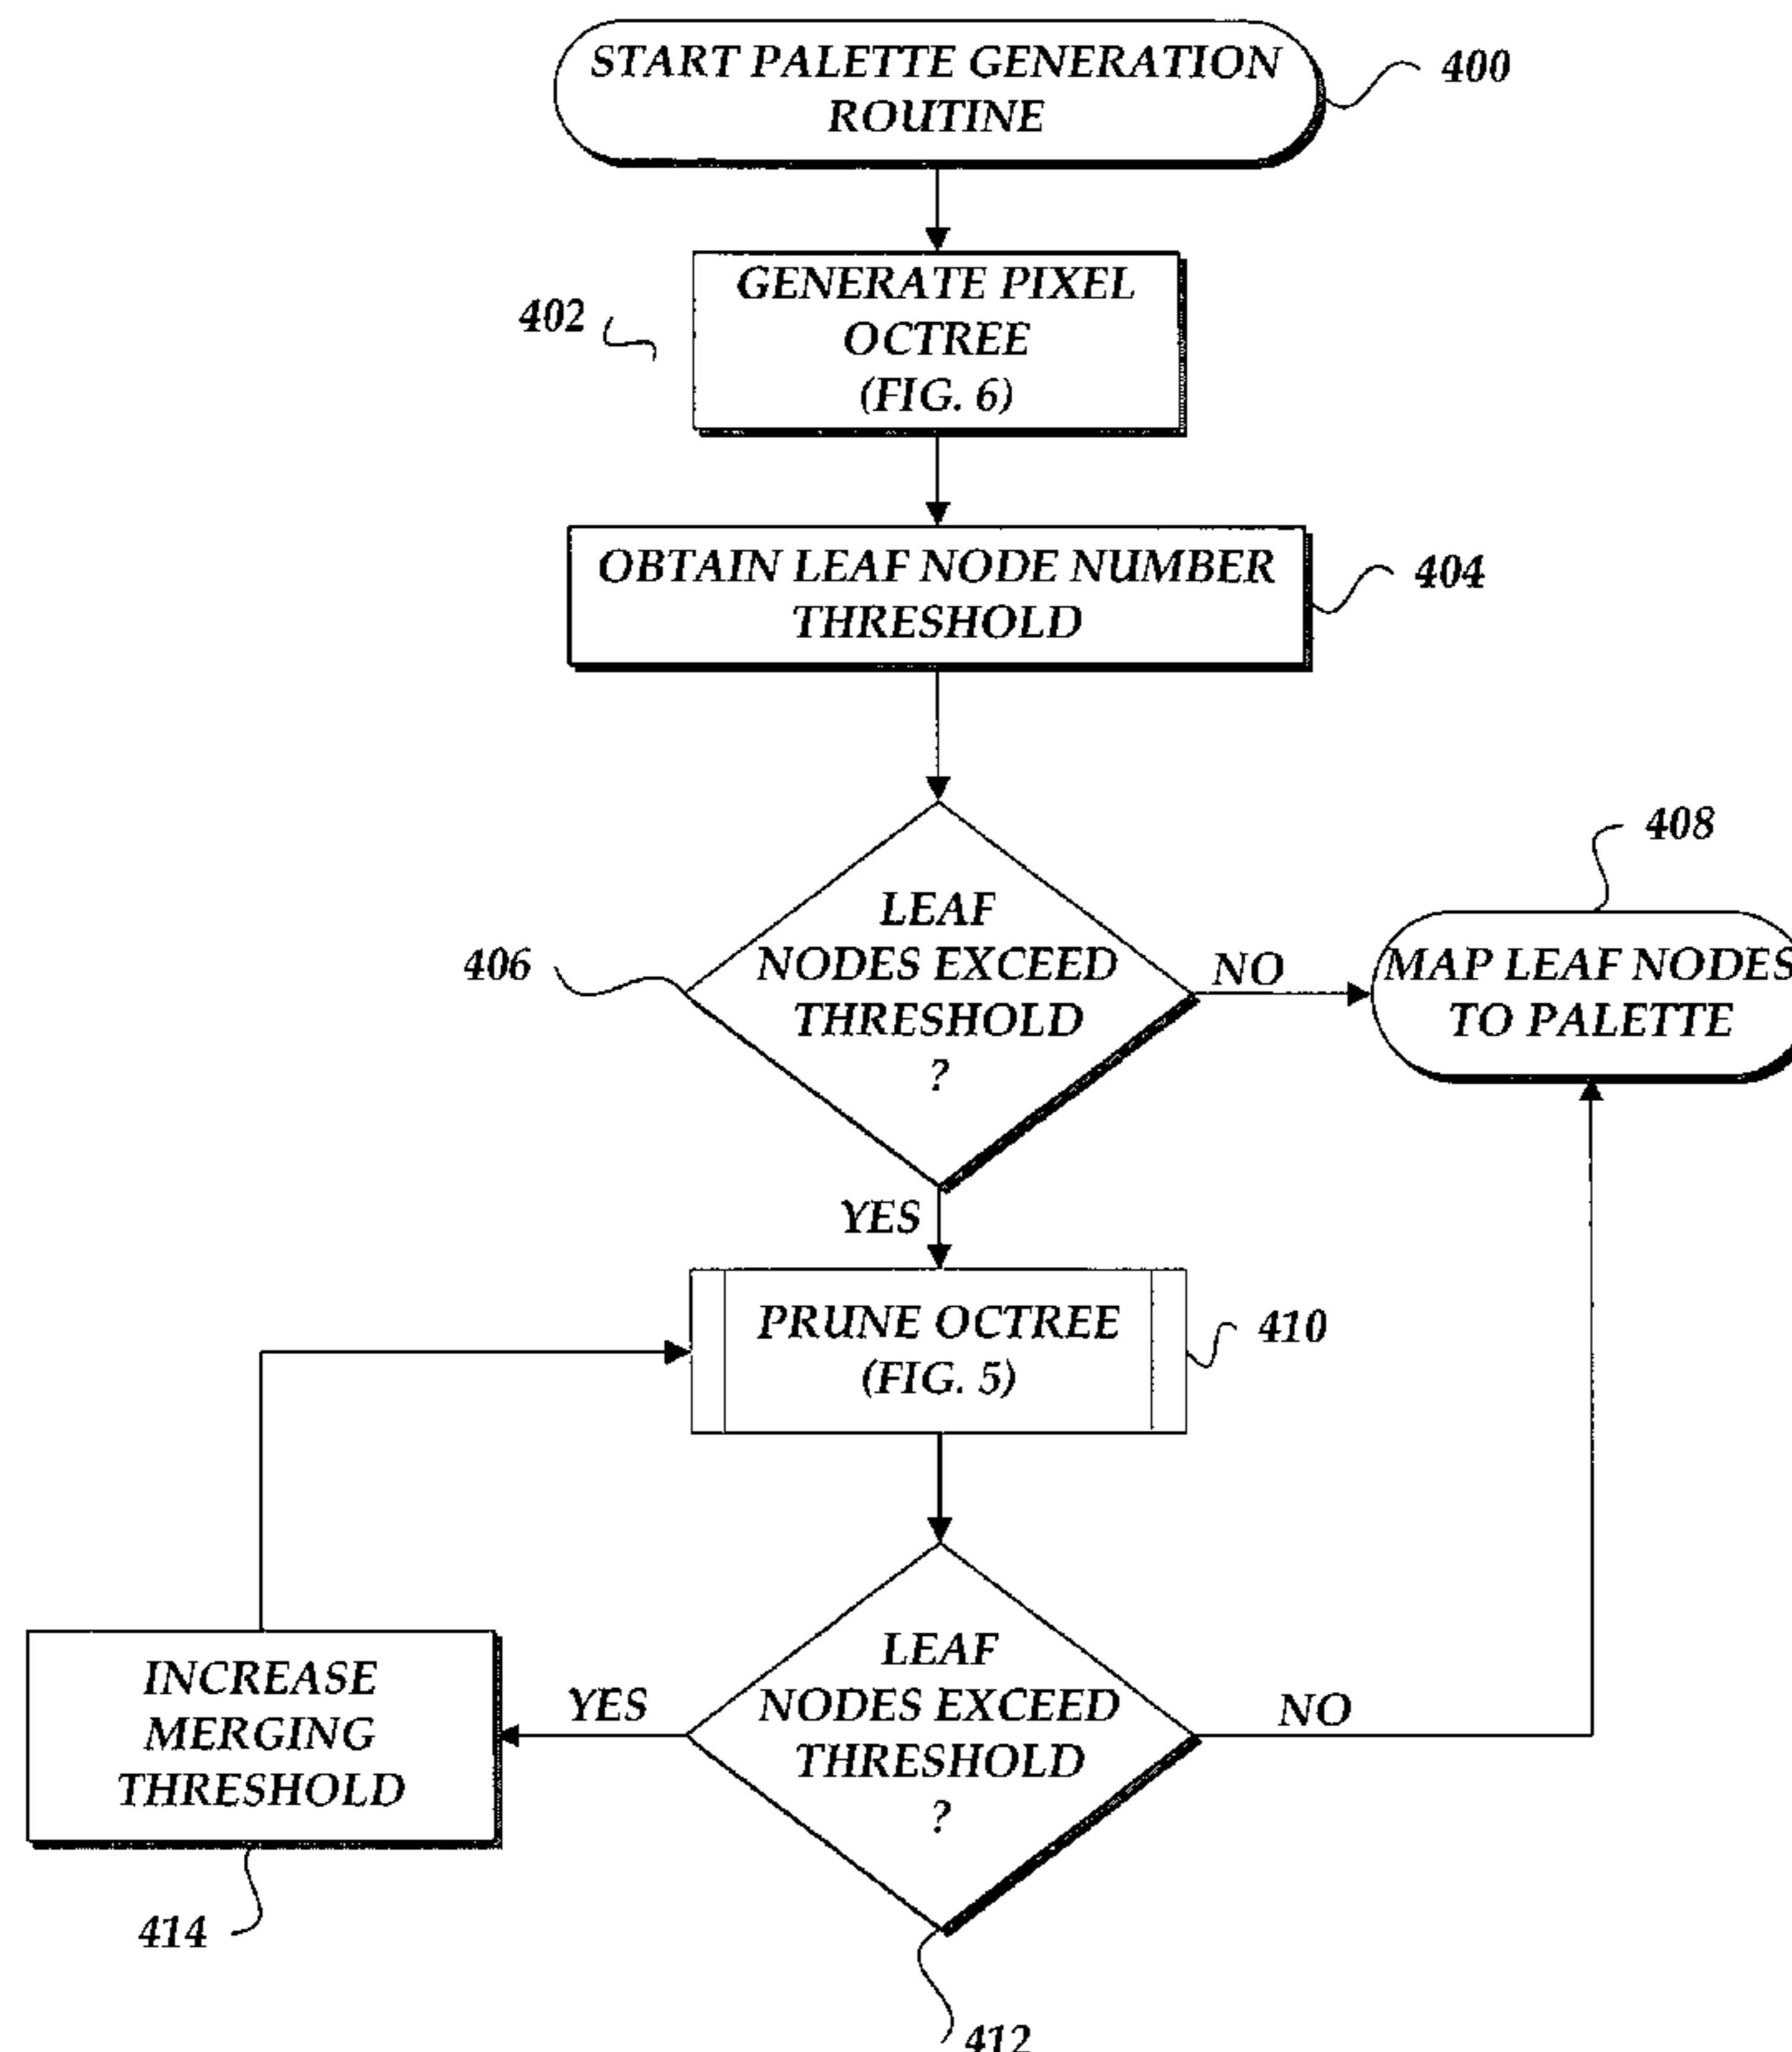 START PALETTE GENERATION
ROUTINE
400
GENERATE PIXEL
OCTREE
(FIG. 6)
402
OBTAIN LEAF NODE NUMBER
THRESHOLD
404
LEAF
NODES EXCEED
THRESHOLD
?
406
NO
408
MAP LEAF NODES
TO PALETTE
YES
PRUNE OCTREE
(FIG. 5)
410
LEAF
NODES EXCEED
THRESHOLD
?
YES
NO
INCREASE
MERGING
THRESHOLD
414
412